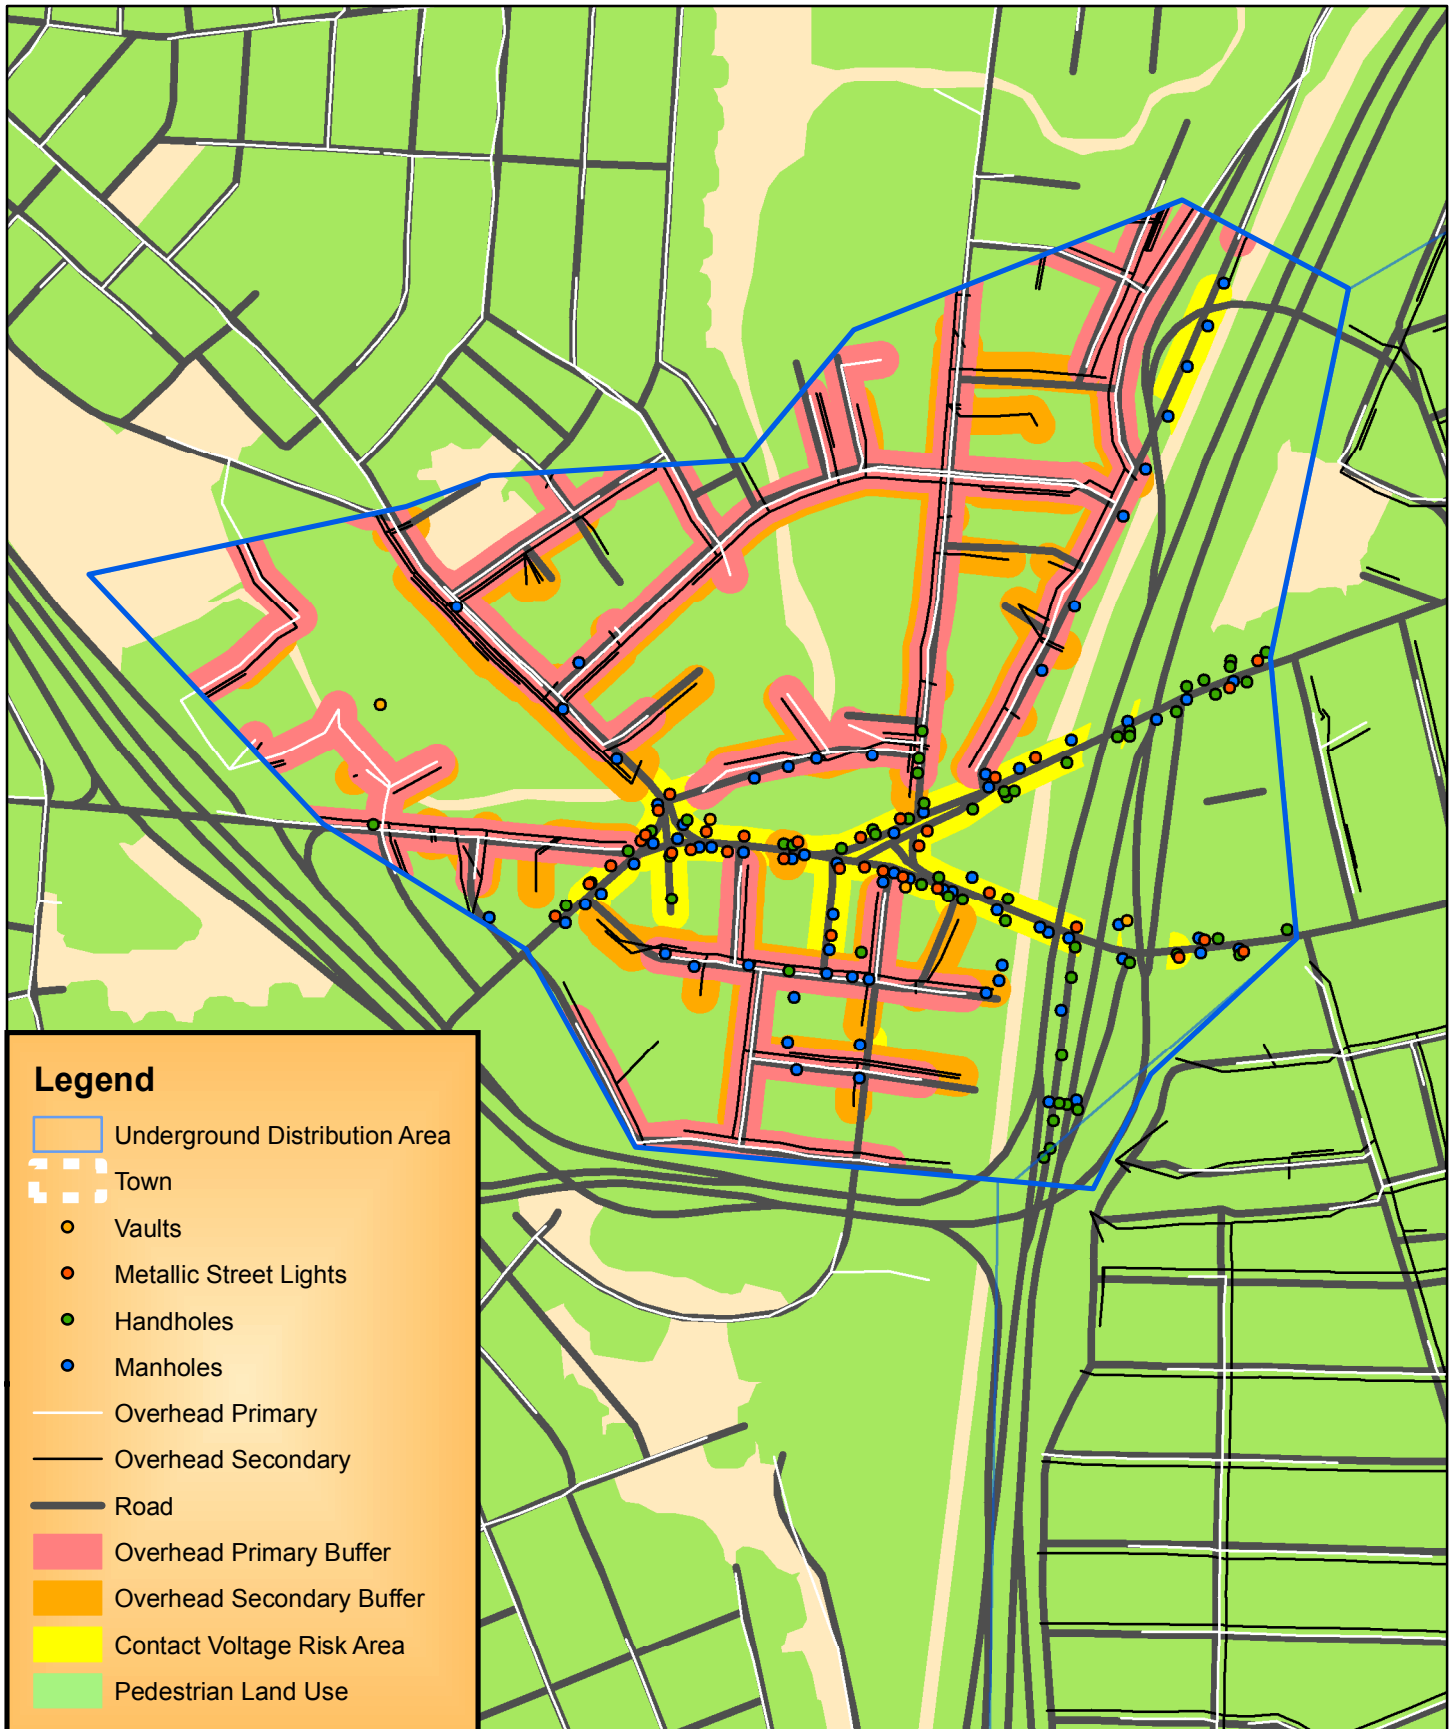 Legend
Underground Distribution Area
Town
Vaults
Metallic Street Lights
Handholes
Manholes
Overhead Primary
Overhead Secondary
Road
Overhead Primary Buffer
Overhead Secondary Buffer
Contact Voltage Risk Area
Pedestrian Land Use